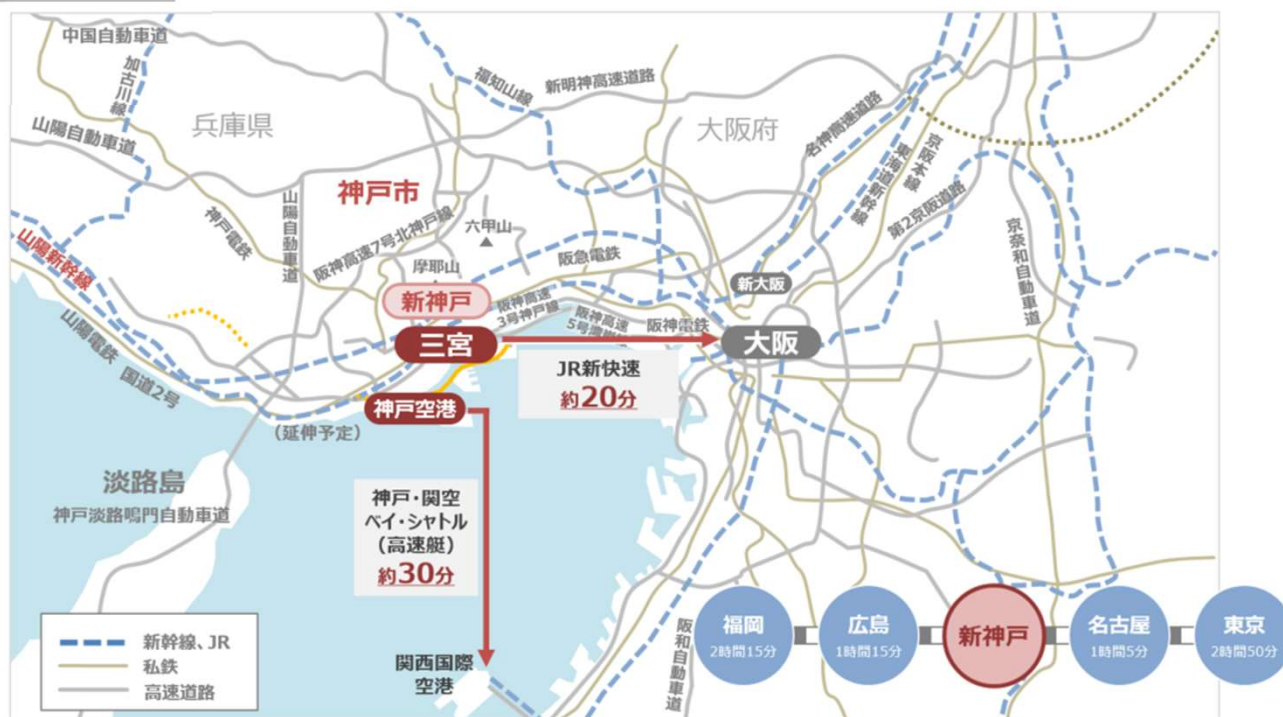 中国自動車道
加古川線
山陽自動車道
兵庫県
福知山線
新明神高速道路
大阪府
名神高速道路
京阪本線
東海道新幹線
第2京阪道路
京奈和自動車道
神戸市
山陽自動車道
神戸電鉄
阪神高速7号北神戸線
六甲山
摩耶山
阪急電鉄
新大阪
山陽新幹線
新神戸
阪神高速
3号神戸線
阪神高速
5号湾岸線
阪神電鉄
三宮
大阪
山陽電鉄 国道2号
JR新快速
約20分
神戸空港
(延伸予定)
淡路島
神戸淡路鳴門自動車道
神戸・関空
ベイ・シャトル
(高速艇)
約30分
関西国際
空港
阪和自動車道
新幹線、JR
私鉄
高速道路
福岡
2時間15分
広島
1時間15分
新神戸
名古屋
1時間5分
東京
2時間50分